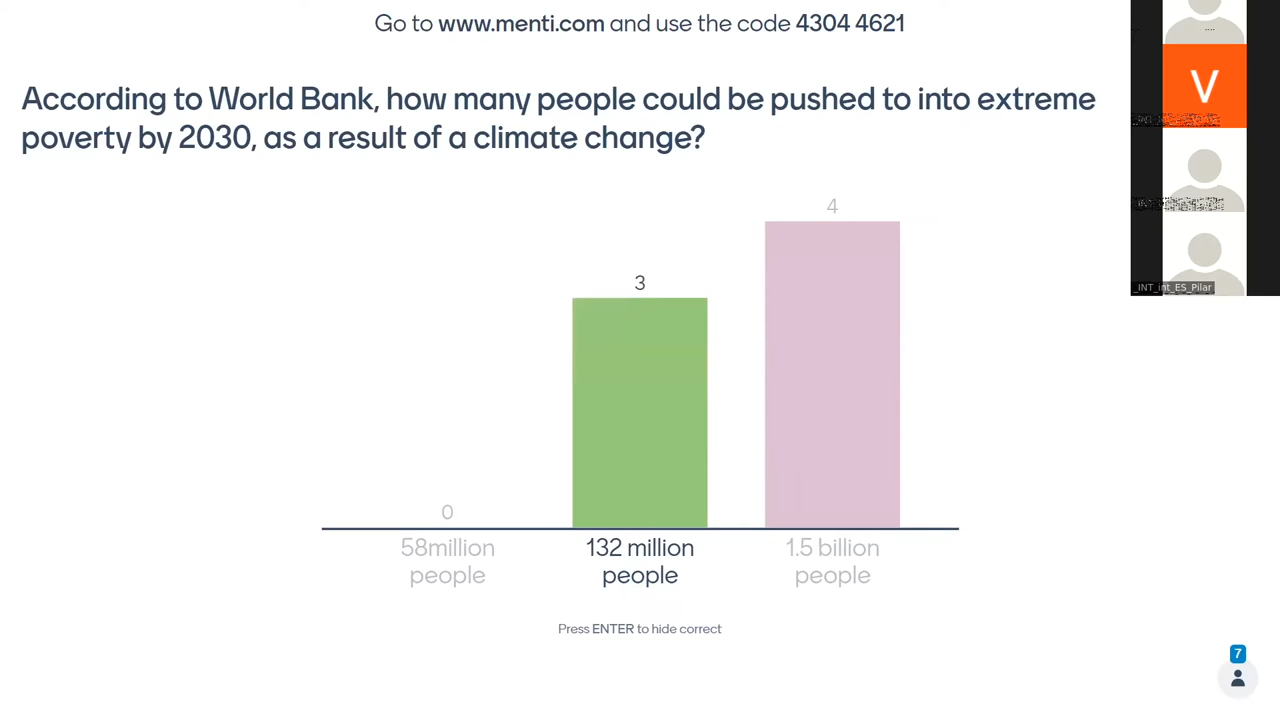 Go to www.menti.com and use the code 4304 4621
According to World Bank, how many people could be pushed to into extreme
poverty by 2030, as a result of a climate change?
0
3
4
58million
people
132 million
people
1.5 billion
people
Press ENTER to hide correct
V
_INT_int_ES_Pilar
7